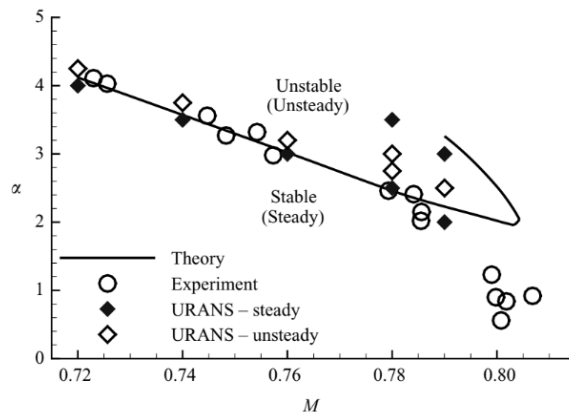 5
4
3
2
1
0
α
Unstable
(Unsteady)
Stable
(Steady)
Theory
Experiment
URANS – steady
URANS – unsteady
0.72 0.74 0.76 0.78 0.80
M